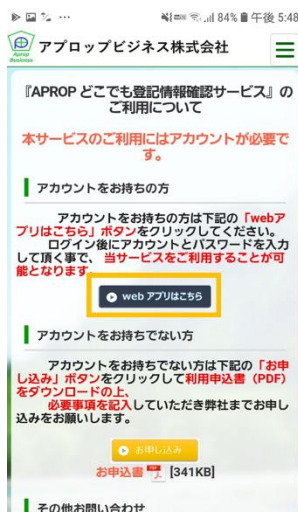 84% 午後 5:48
Aprop
Business
アプロップビジネス株式会社
『APROP どこでも登記情報確認サービス』の
ご利用について
本サービスのご利用にはアカウントが必要で
す。
アカウントをお持ちの方
アカウントをお持ちの方は下記の「webア
プリはこちら」ボタンをクリックしてください。
ログイン後にアカウントとパスワードを入力
して頂く事で、当サービスをご利用することが可
能となります。
web アプリはこちら
アカウントをお持ちでない方
アカウントをお持ちでない方は下記の「お申
し込み」ボタンをクリックして利用申込書（PDF）
をダウンロードの上、
必要事項を記入していただき弊社までお申し
込みをお願いします。
お申し込み
お申込書 [341KB]
その他お問い合わせ